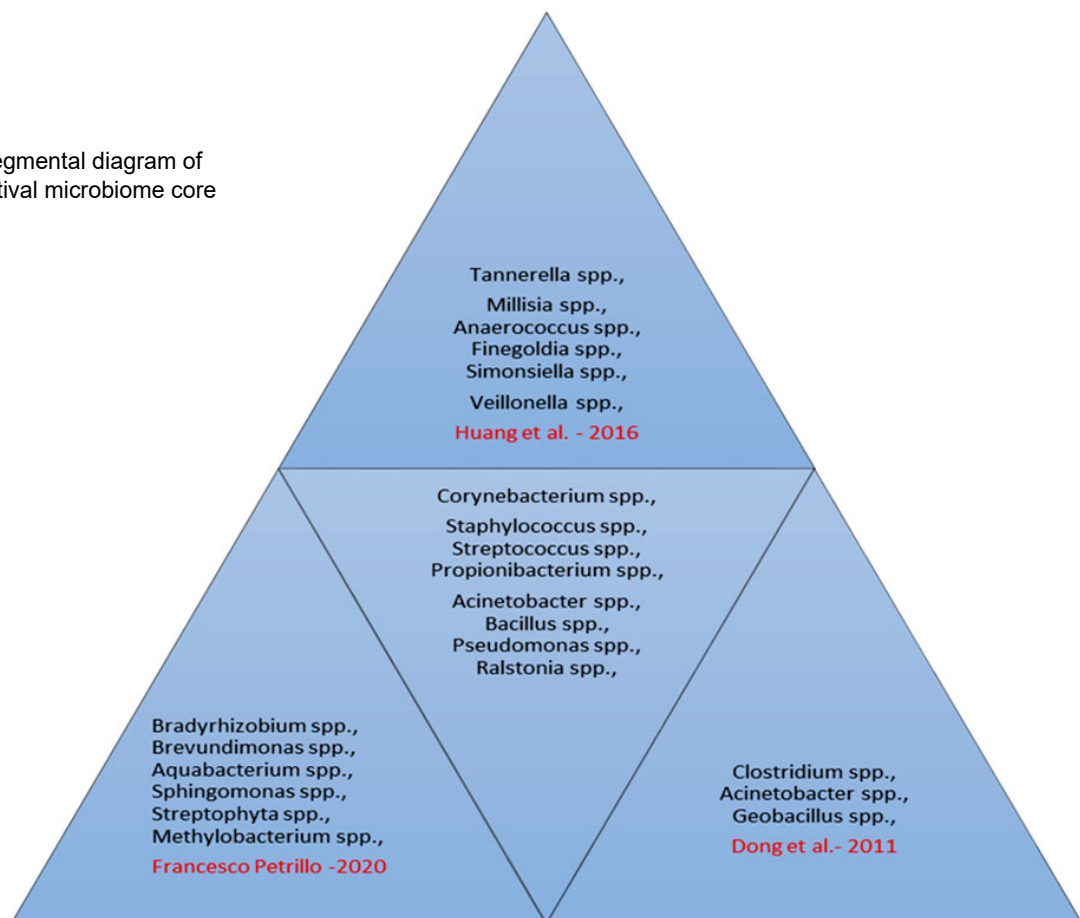 egmental diagram of
tival microbiome core
Tannerella spp.,
Millisia spp.,
Anaerococcus spp.,
Finegoldia spp.,
Simonsiella spp.,
Veillonella spp.,
Huang et al. - 2016
Corynebacterium spp.,
Staphylococcus spp.,
Streptococcus spp.,
Propionibacterium spp.,
Acinetobacter spp.,
Bacillus spp.,
Pseudomonas spp.,
Ralstonia spp.,
Bradyrhizobium spp.,
Brevundimonas spp.,
Aquabacterium spp.,
Sphingomonas spp.,
Streptophyta spp.,
Methylobacterium spp.,
Francesco Petrillo -2020
Clostridium spp.,
Acinetobacter spp.,
Geobacillus spp.,
Dong et al.- 2011